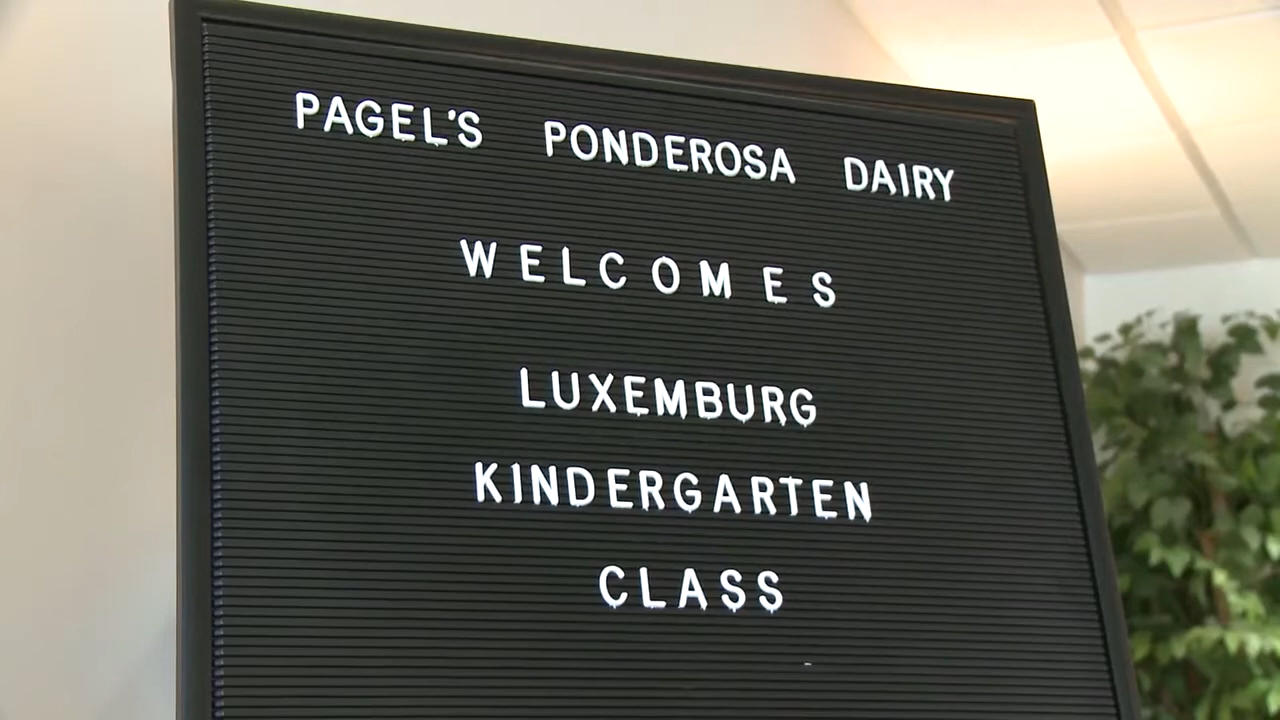 PAGEL'S PONDEROSA DAIRY
WELCOMES
LUXEMBURG
KINDERGARTEN
CLASS